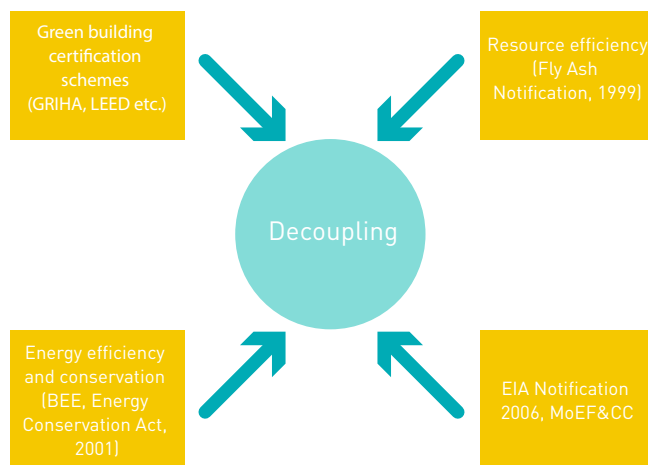 Green building
certification
schemes
(GRIHA, LEED etc.)
Resource efficiency
(Fly Ash
Notification, 1999)
Decoupling
Energy efficiency
and conservation
(BEE, Energy
Conservation Act,
2001)
EIA Notification
2006, MoEF&CC